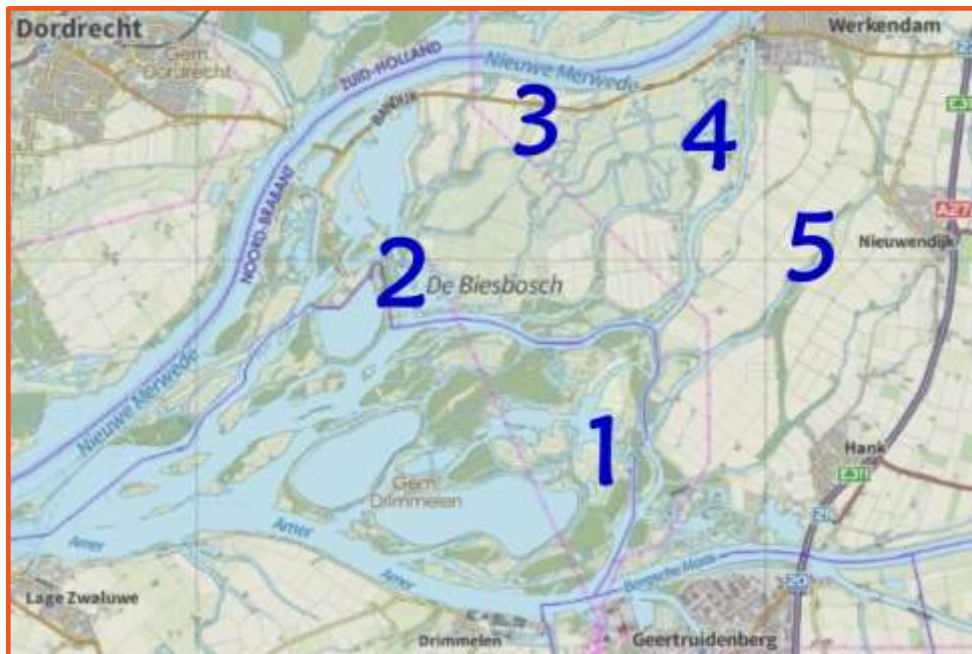 Dordrecht
Werkendam
Gem.
Dordrecht
ZUID-HOLLAND
Nieuwe Merwede
BANDIJK
3
4
NOORD-BRABANT
A27
5
Nieuwendijk
2
De Biesbosch
Nieuwe Merwede
1
Hank
Gem.
Drimmelen
Amer
Amer
Amer
Bergsche Maas
20
Lage Zwaluwe
Drimmelen
Geertruidenberg